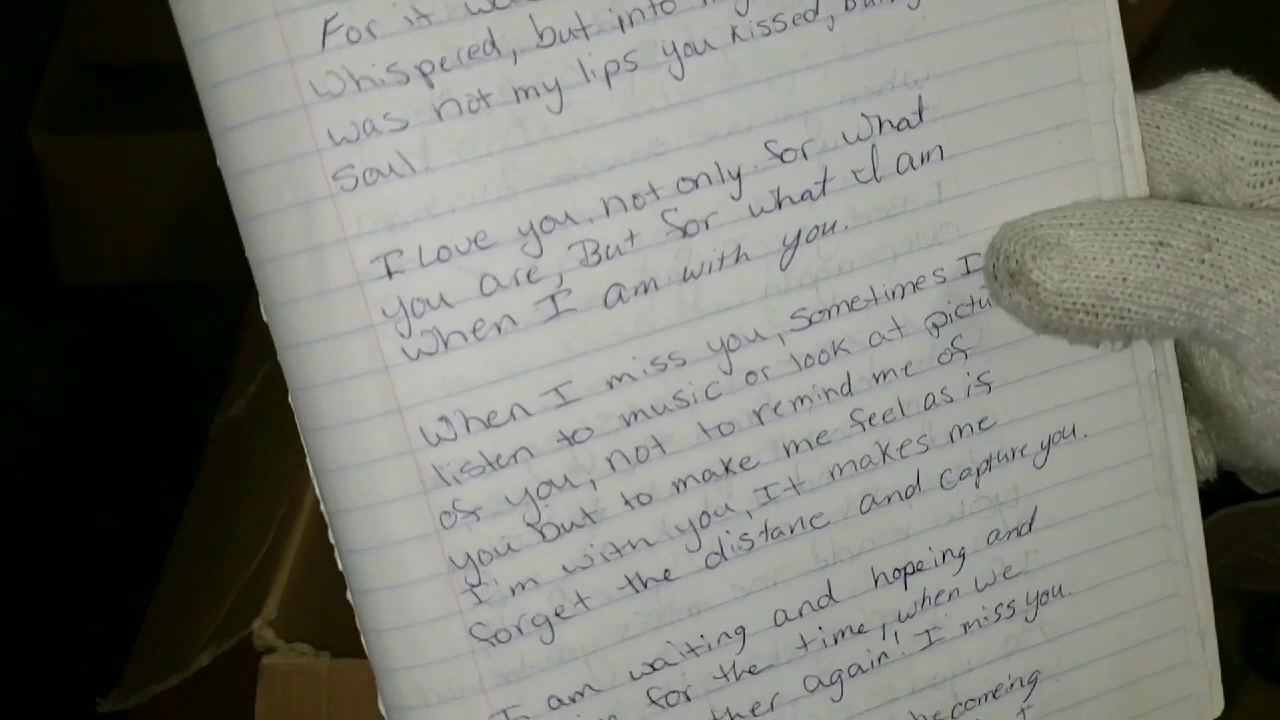 For it
whispered, but into
was not my lips you kissed, but
soul.
I Love you, not only for what
you are, But for what I am
when I am with you.
When I miss you, sometimes I
listen to music or look at pictu
of you, not to remind me of
you but to make me feel as is
I'm with you, It makes me
forget the distane and capture you.
I am waiting and hopeing and
for the time, when we
ther again! I miss you.
becomeing